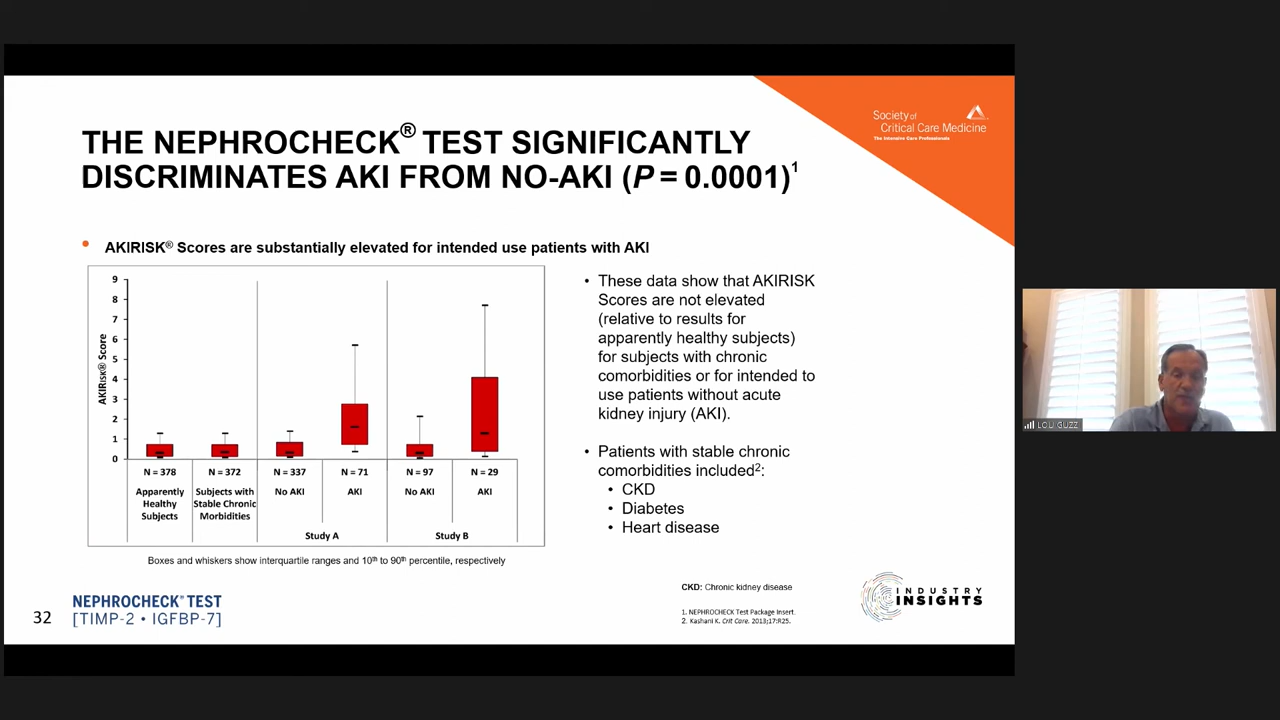 Society of
Critical Care Medicine
The Intensive Care Professionals
THE NEPHROCHECK® TEST SIGNIFICANTLY
DISCRIMINATES AKI FROM NO-AKI (P = 0.0001)¹
• AKIRISK® Scores are substantially elevated for intended use patients with AKI
AKIRISK® Score
9
8
7
6
5
4
3
2
1
0
N = 378
N = 372
N = 337
N = 71
N = 97
N = 29
Apparently
Healthy
Subjects
Subjects with
Stable Chronic
Morbidities
No AKI
AKI
No AKI
AKI
Study A
Study B
Boxes and whiskers show interquartile ranges and 10th to 90th percentile, respectively
• These data show that AKIRISK
Scores are not elevated
(relative to results for
apparently healthy subjects)
for subjects with chronic
comorbidities or for intended to
use patients without acute
kidney injury (AKI).
• Patients with stable chronic
comorbidities included²:
• CKD
• Diabetes
• Heart disease
CKD: Chronic kidney disease
1. NEPHROCHECK Test Package Insert.
2. Kashani K. Crit Care. 2013;17:R25.
32
NEPHROCHECK® TEST
[TIMP-2 • IGFBP-7]
INDUSTRY
INSIGHTS
LOU GUZZI